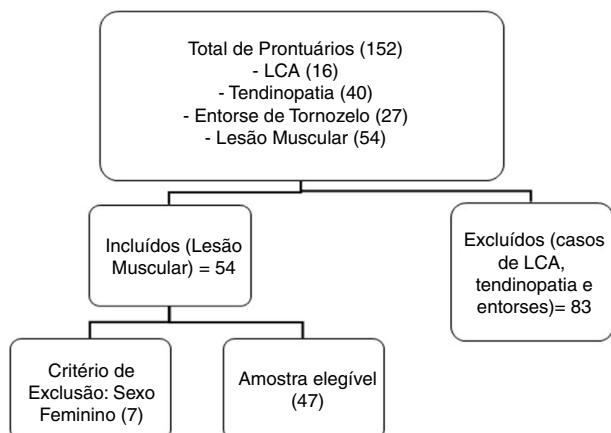 Total de Prontuários (152)
- LCA (16)
- Tendinopatia (40)
- Entorse de Tornozelo (27)
- Lesão Muscular (54)
Incluídos (Lesão
Muscular) = 54
Excluídos (casos
de LCA,
tendinopatia e
entorses)= 83
Critério de
Exclusão: Sexo
Feminino (7)
Amostra elegível
(47)